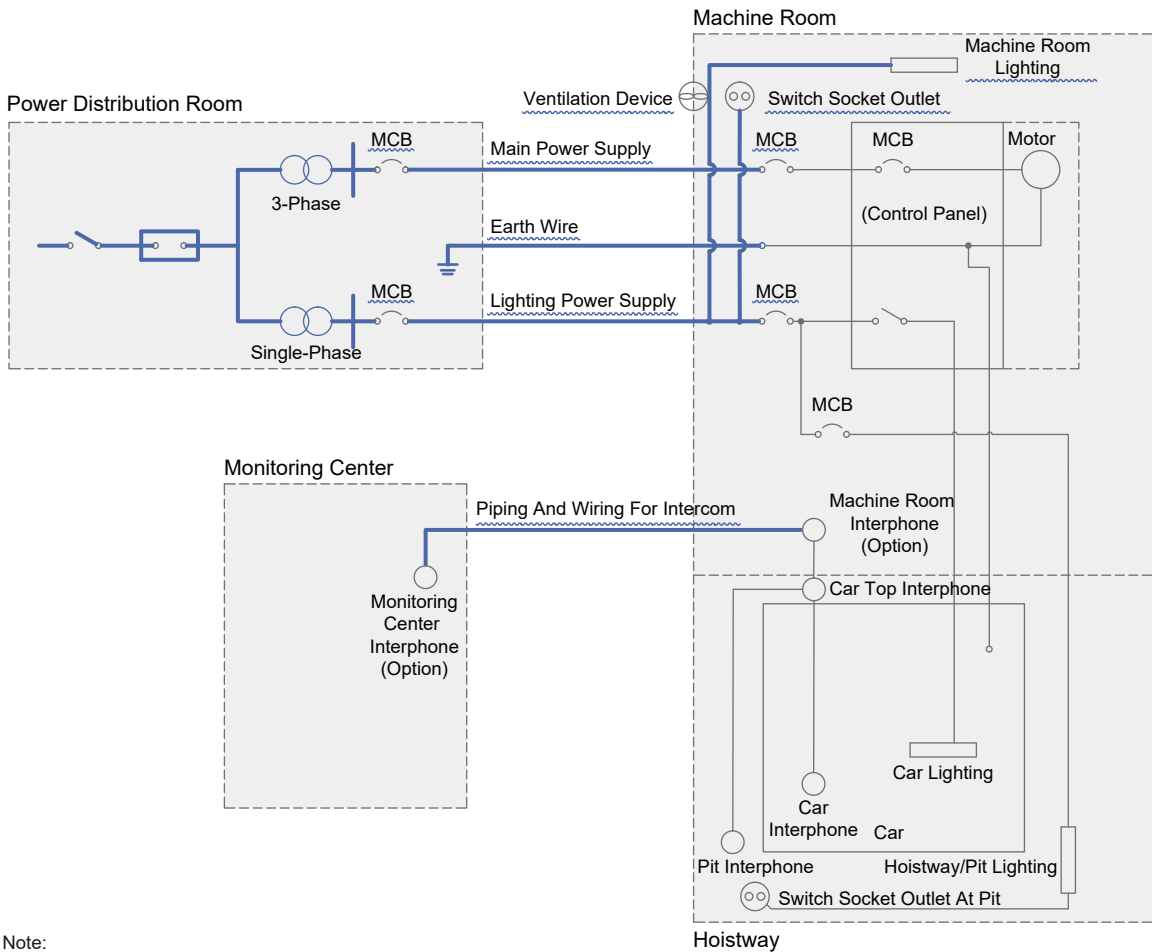 Machine Room
Machine Room
Lighting
Power Distribution Room
Ventilation Device
Switch Socket Outlet
MCB
Main Power Supply
MCB
MCB
Motor
3-Phase
(Control Panel)
Earth Wire
MCB
Lighting Power Supply
MCB
Single-Phase
MCB
Monitoring Center
Piping And Wiring For Intercom
Machine Room
Interphone
(Option)
Car Top Interphone
Monitoring
Center
Interphone
(Option)
Car Lighting
Car
Interphone
Car
Pit Interphone
Hoistway/Pit Lighting
Switch Socket Outlet At Pit
Note:
Hoistway